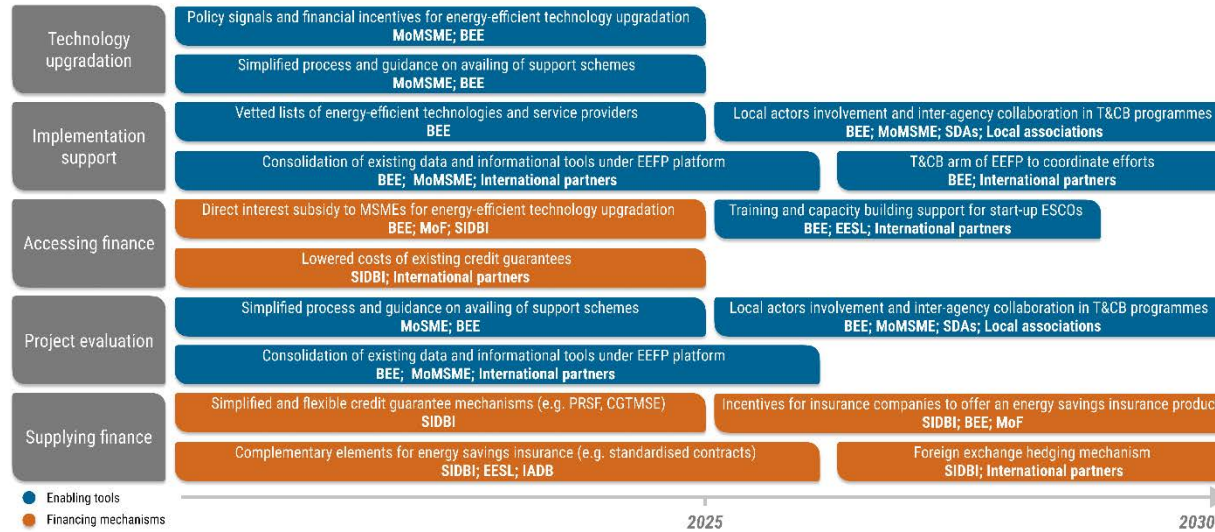 Technology
upgradation
Policy signals and financial incentives for energy-efficient technology upgradation
MoMSME; BEE
Simplified process and guidance on availing of support schemes
MoMSME; BEE
Implementation
support
Vetted lists of energy-efficient technologies and service providers
BEE
Local actors involvement and inter-agency collaboration in T&CB programmes
BEE; MoMSME; SDAs; Local associations
Consolidation of existing data and informational tools under EEFP platform
BEE; MoMSME; International partners
T&CB arm of EEFP to coordinate efforts
BEE; International partners
Accessing finance
Direct interest subsidy to MSMEs for energy-efficient technology upgradation
BEE; MoF; SIDBI
Training and capacity building support for start-up ESCOs
BEE; EESL; International partners
Lowered costs of existing credit guarantees
SIDBI; International partners
Project evaluation
Simplified process and guidance on availing of support schemes
MoSME; BEE
Local actors involvement and inter-agency collaboration in T&CB programmes
BEE; MoMSME; SDAs; Local associations
Consolidation of existing data and informational tools under EEFP platform
BEE; MoMSME; International partners
Supplying finance
Simplified and flexible credit guarantee mechanisms (e.g. PRSF, CGTMSE)
SIDBI
Incentives for insurance companies to offer an energy savings insurance produc
SIDBI; BEE; MoF
Complementary elements for energy savings insurance (e.g. standardised contracts)
SIDBI; EESL; IADB
Foreign exchange hedging mechanism
SIDBI; International partners
Enabling tools
Financing mechanisms
2025
2030